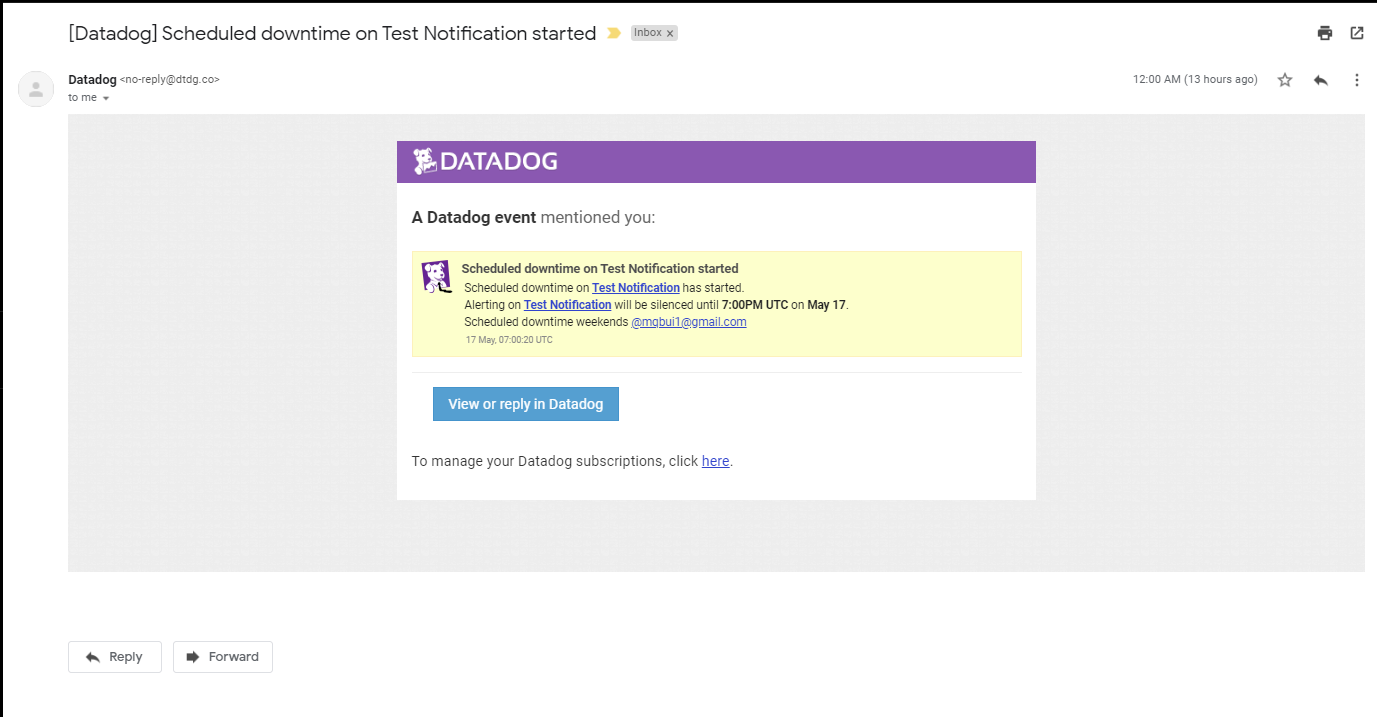 [Datadog] Scheduled downtime on Test Notification started Inbox x
Datadog <no-reply@dtdg.co> 12:00 AM (13 hours ago)
to me
DATADOG
A Datadog event mentioned you:
Scheduled downtime on Test Notification started
Scheduled downtime on Test Notification has started.
Alerting on Test Notification will be silenced until 7:00PM UTC on May 17.
Scheduled downtime weekends @mqbui1@gmail.com
17 May, 07:00:20 UTC
View or reply in Datadog
To manage your Datadog subscriptions, click here.
Reply Forward